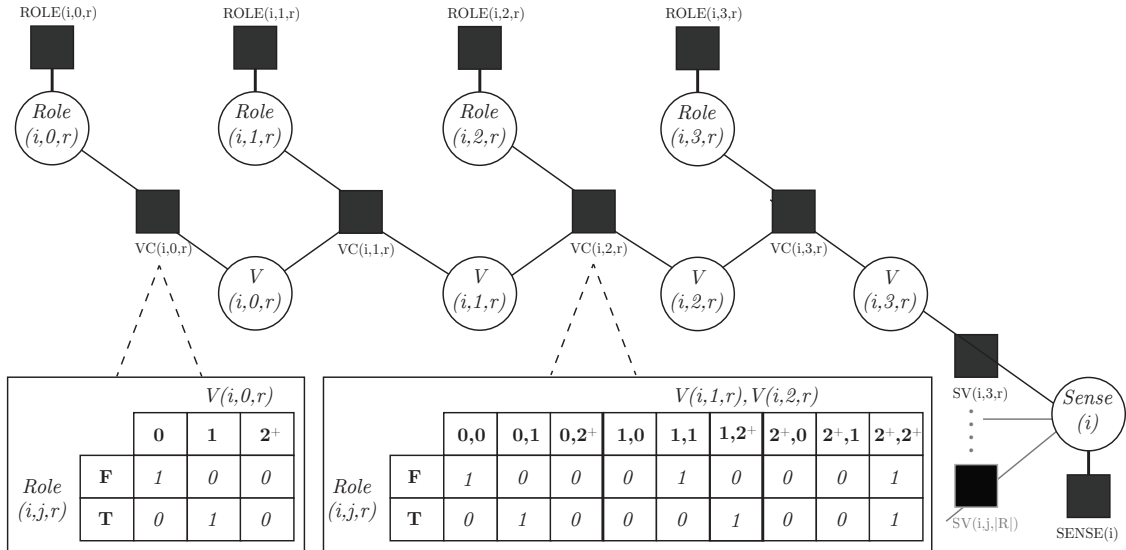 ROLE(i,0,r) ROLE(i,1,r) ROLE(i,2,r) ROLE(i,3,r)
Role Role Role Role
(i,0,r) (i,1,r) (i,2,r) (i,3,r)
VC(i,0,r) VC(i,1,r) VC(i,2,r) VC(i,3,r)
V V V V
(i,0,r) (i,1,r) (i,2,r) (i,3,r)
SV(i,3,r)
Sense
(i)
SV(i,j,|R|)
SENSE(i)
V(i,0,r)
0 1 2⁺
Role
(i,j,r)
F 1 0 0
T 0 1 0
V(i,1,r),V(i,2,r)
0,0 0,1 0,2⁺ 1,0 1,1 1,2⁺ 2⁺,0 2⁺,1 2⁺,2⁺
Role
(i,j,r)
F 1 0 0 0 1 0 0 0 1
T 0 1 0 0 0 1 0 0 1